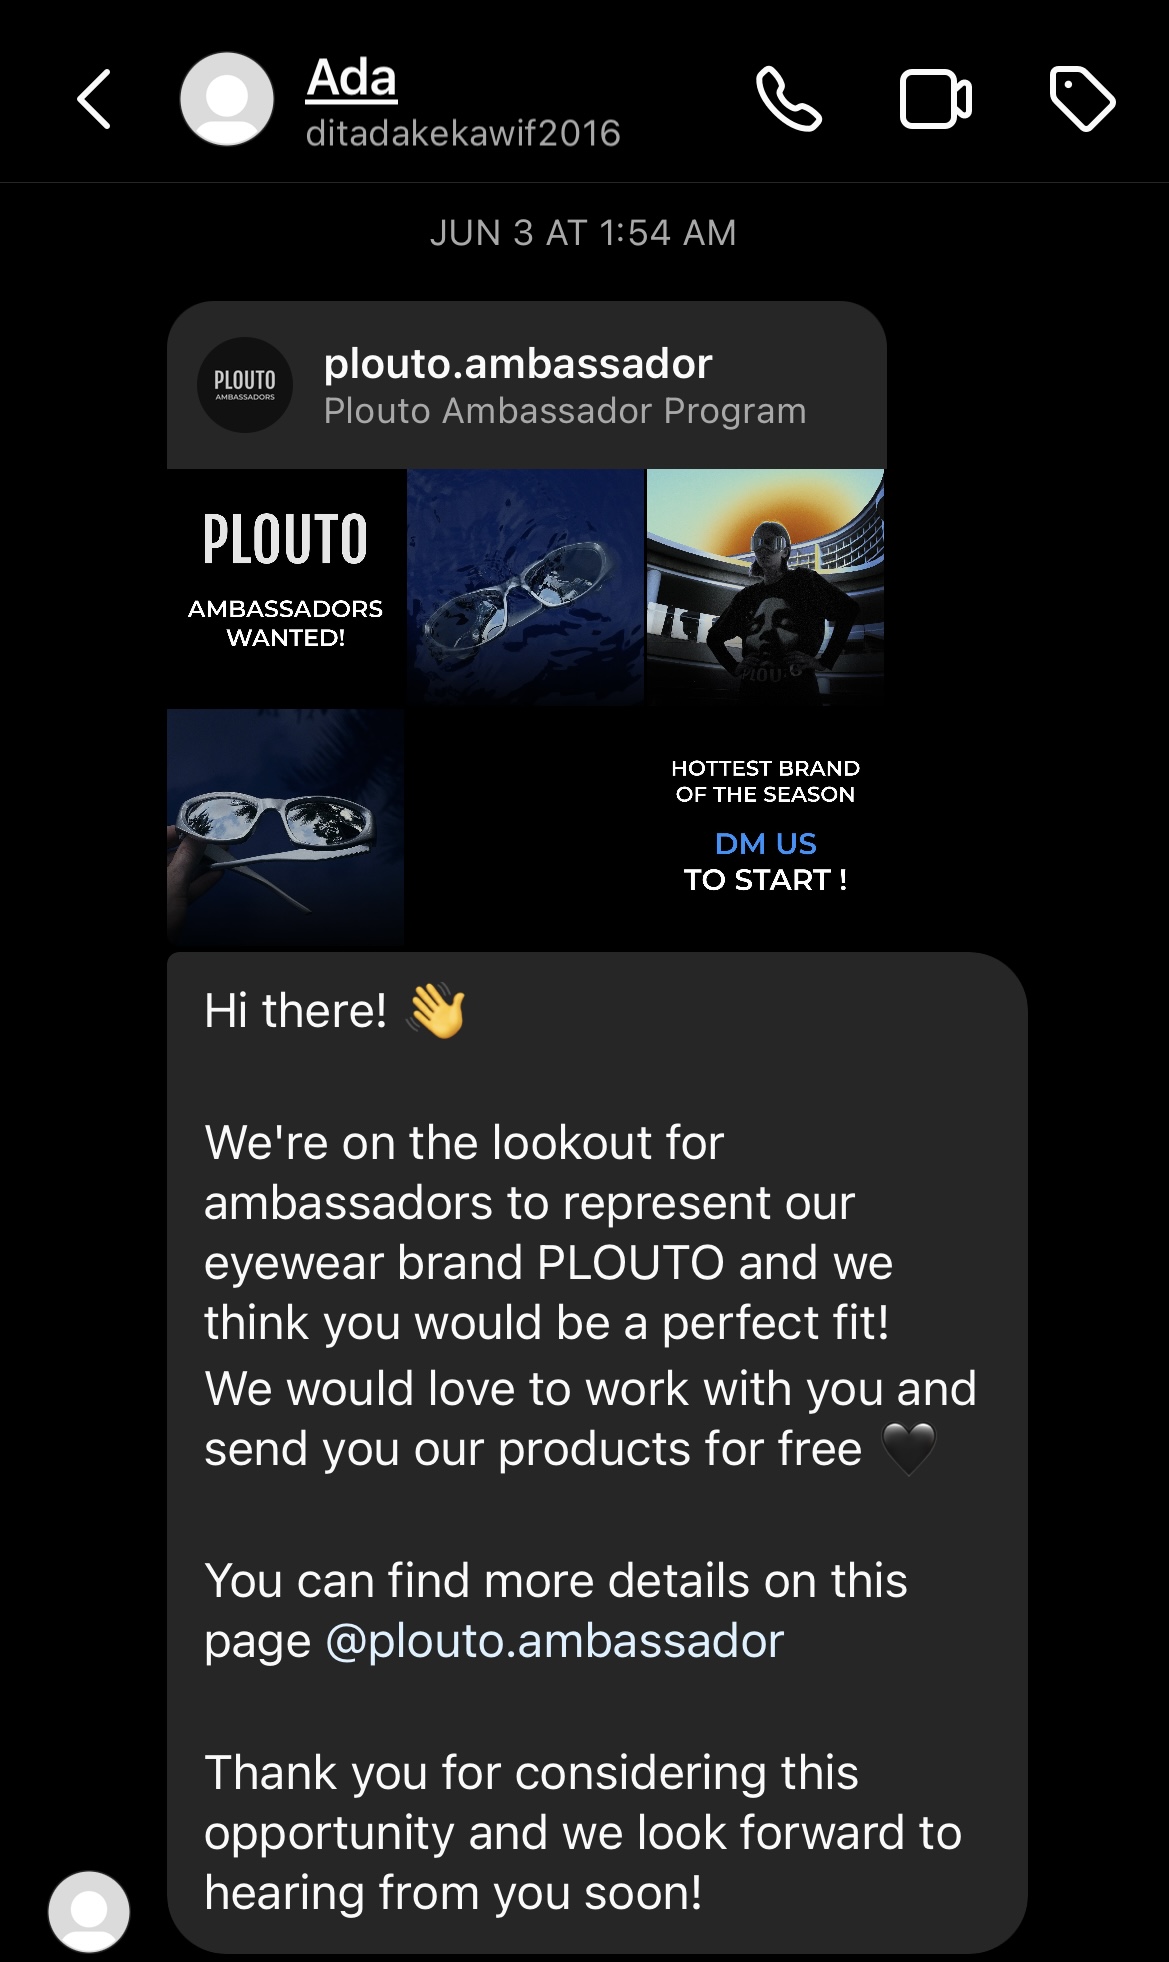 Ada
ditadakekawif2016
JUN 3 AT 1:54 AM
PLOUTO
AMBASSADORS
plouto.ambassador
Plouto Ambassador Program
PLOUTO
AMBASSADORS
WANTED!
HOTTEST BRAND
OF THE SEASON
DM US
TO START !
Hi there! 👋
We're on the lookout for
ambassadors to represent our
eyewear brand PLOUTO and we
think you would be a perfect fit!
We would love to work with you and
send you our products for free 🖤
You can find more details on this
page @plouto.ambassador
Thank you for considering this
opportunity and we look forward to
hearing from you soon!